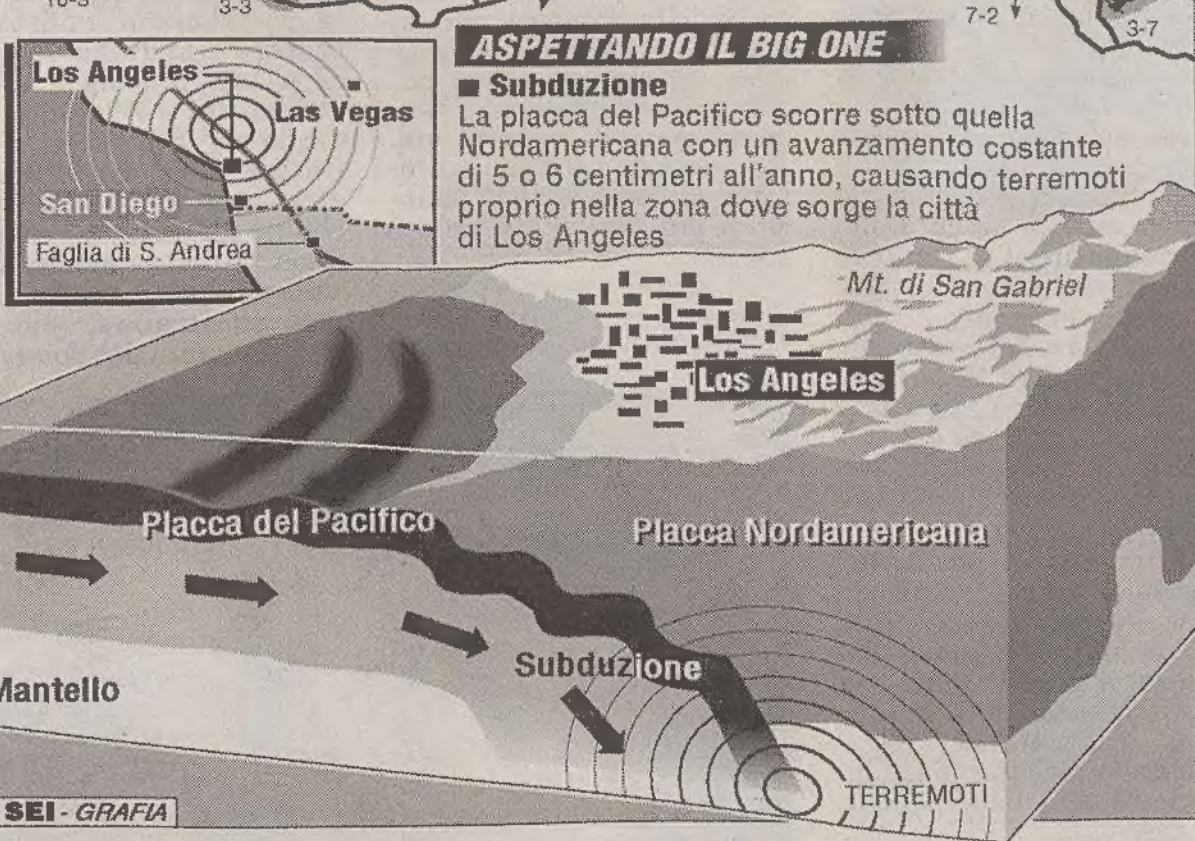 10-3
3-3
7-2
3-7
Los Angeles
Las Vegas
San Diego
Faglia di S. Andrea
ASPETTANDO IL BIG ONE
■ Subduzione
La placca del Pacifico scorre sotto quella
Nordamericana con un avanzamento costante
di 5 o 6 centimetri all'anno, causando terremoti
proprio nella zona dove sorge la città
di Los Angeles
Mt. di San Gabriel
Los Angeles
Placca del Pacifico
Placca Nordamericana
Subduzione
Mantello
TERREMOTI
SEI - GRAFIA